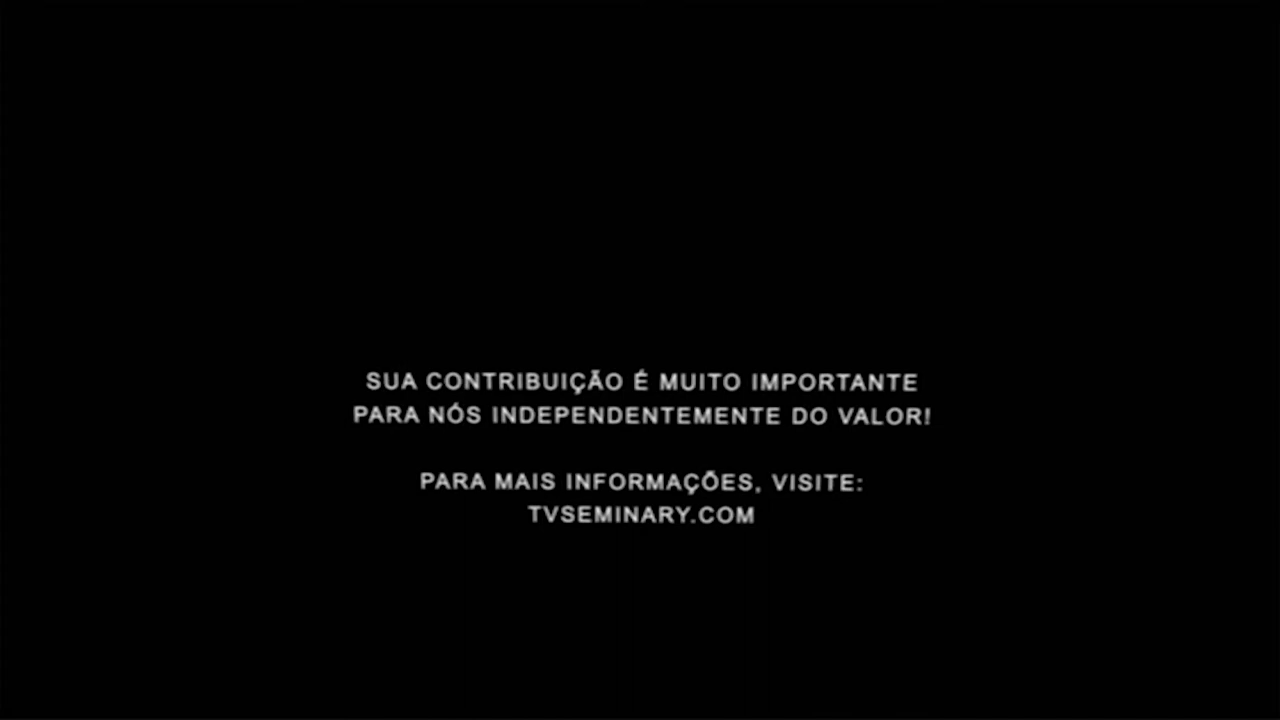 SUA CONTRIBUIÇÃO É MUITO IMPORTANTE
PARA NÓS INDEPENDENTEMENTE DO VALOR!
PARA MAIS INFORMAÇÕES, VISITE:
TVSEMINARY.COM